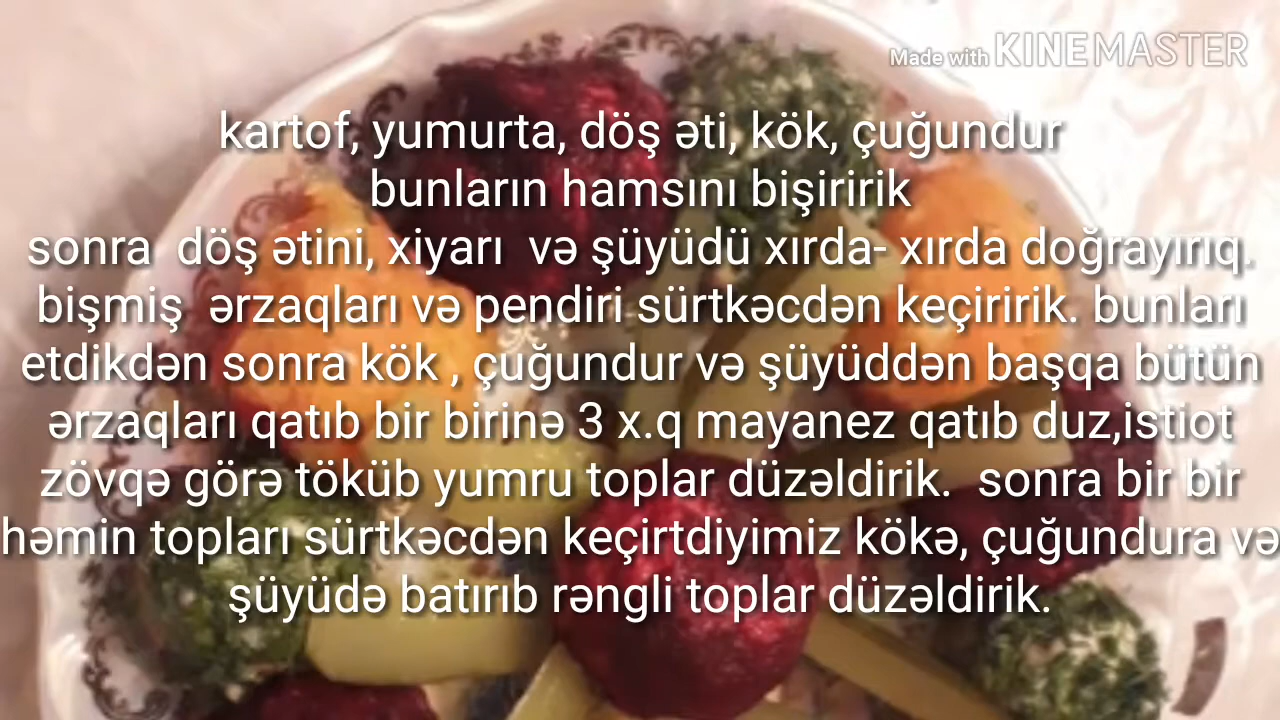 Made with KINEMASTER
kartof, yumurta, döş əti, kök, çuğundur
bunların hamsını bişiririk
sonra  döş ətini, xiyarı  və şüyüdü xırda- xırda doğrayırıq.
bişmiş  ərzaqları və pendiri sürtkəcdən keçiririk. bunları
etdikdən sonra kök , çuğundur və şüyüddən başqa bütün
ərzaqları qatıb bir birinə 3 x.q mayanez qatıb duz,istiot
zövqə görə töküb yumru toplar düzəldirik.  sonra bir bir
həmin topları sürtkəcdən keçirtdiyimiz kökə, çuğundura və
şüyüdə batırıb rəngli toplar düzəldirik.